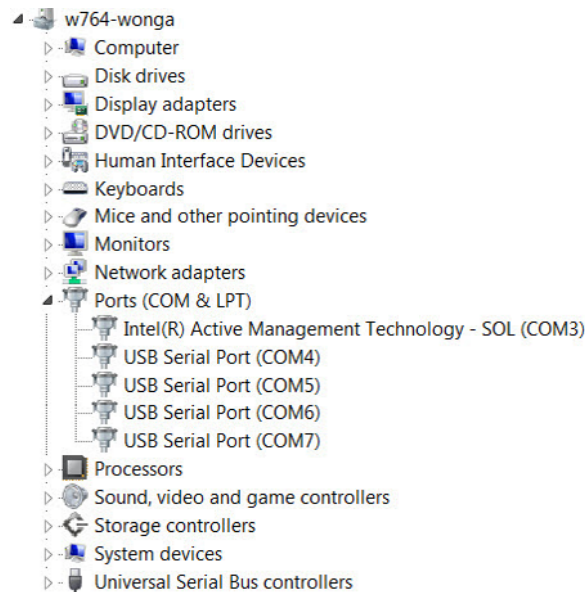 w764-wonga
Computer
Disk drives
Display adapters
DVD/CD-ROM drives
Human Interface Devices
Keyboards
Mice and other pointing devices
Monitors
Network adapters
Ports (COM & LPT)
Intel(R) Active Management Technology - SOL (COM3)
USB Serial Port (COM4)
USB Serial Port (COM5)
USB Serial Port (COM6)
USB Serial Port (COM7)
Processors
Sound, video and game controllers
Storage controllers
System devices
Universal Serial Bus controllers